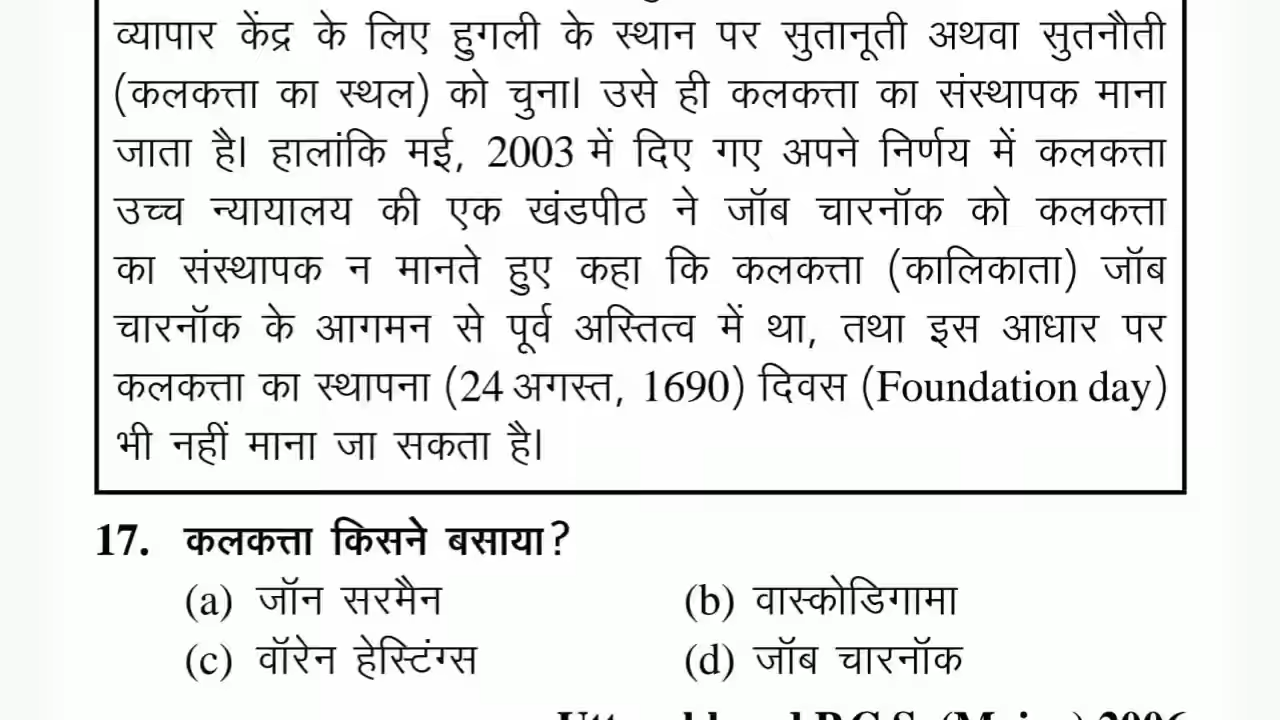 व्यापार केंद्र के लिए हुगली के स्थान पर सुतानूती अथवा सुतनौती
(कलकत्ता का स्थल) को चुना। उसे ही कलकत्ता का संस्थापक माना
जाता है। हालांकि मई, 2003 में दिए गए अपने निर्णय में कलकत्ता
उच्च न्यायालय की एक खंडपीठ ने जॉब चारनॉक को कलकत्ता
का संस्थापक न मानते हुए कहा कि कलकत्ता (कालिकाता) जॉब
चारनॉक के आगमन से पूर्व अस्तित्व में था, तथा इस आधार पर
कलकत्ता का स्थापना (24 अगस्त, 1690) दिवस (Foundation day)
भी नहीं माना जा सकता है।
17. कलकत्ता किसने बसाया?
(a) जॉन सरमैन (b) वास्कोडिगामा
(c) वॉरेन हेस्टिंग्स (d) जॉब चारनॉक